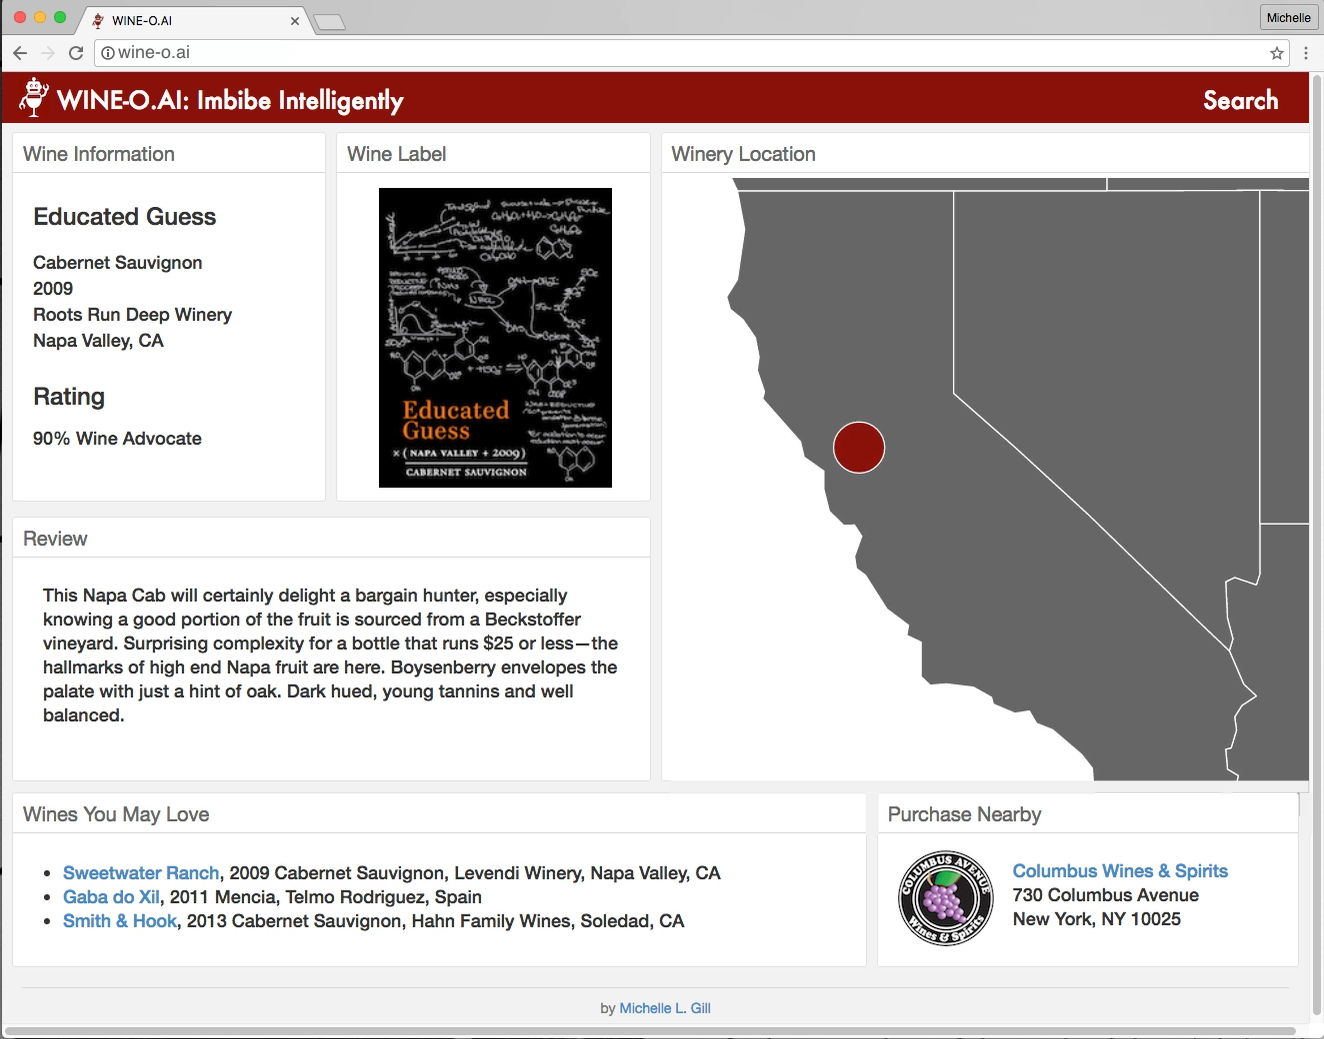 WINE-O.AI
Michelle
wine-o.ai
WINE-O.AI: Imbibe Intelligently
Search
Wine Information
Educated Guess
Cabernet Sauvignon
2009
Roots Run Deep Winery
Napa Valley, CA
Rating
90% Wine Advocate
Wine Label
Educated
Guess
× ( NAPA VALLEY + 2009)
CABERNET SAUVIGNON
Winery Location
Review
This Napa Cab will certainly delight a bargain hunter, especially
knowing a good portion of the fruit is sourced from a Beckstoffer
vineyard. Surprising complexity for a bottle that runs $25 or less—the
hallmarks of high end Napa fruit are here. Boysenberry envelopes the
palate with just a hint of oak. Dark hued, young tannins and well
balanced.
Wines You May Love
• Sweetwater Ranch, 2009 Cabernet Sauvignon, Levendi Winery, Napa Valley, CA
• Gaba do Xil, 2011 Mencia, Telmo Rodriguez, Spain
• Smith & Hook, 2013 Cabernet Sauvignon, Hahn Family Wines, Soledad, CA
Purchase Nearby
COLUMBUS AVENUE
Wines & Spirits
Columbus Wines & Spirits
730 Columbus Avenue
New York, NY 10025
by Michelle L. Gill